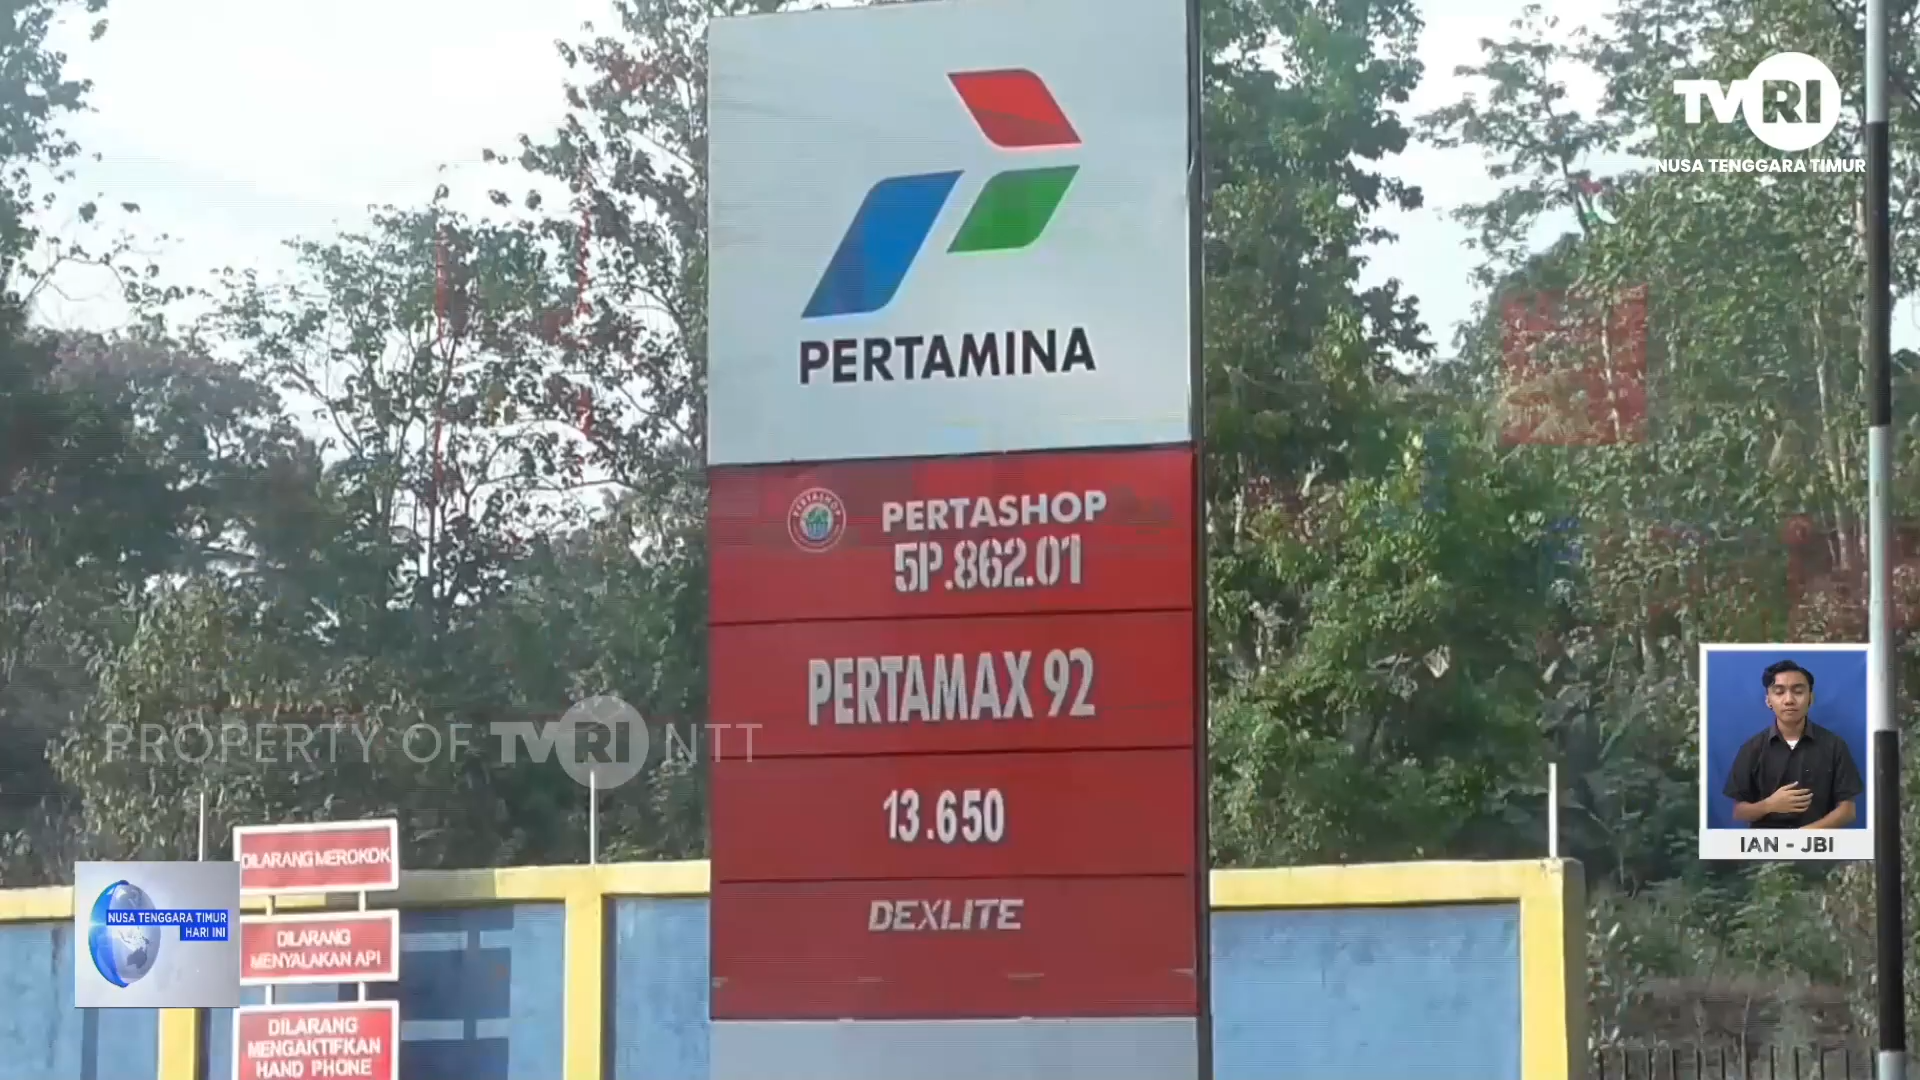 TVRI
NUSA TENGGARA TIMUR
PERTAMINA
PERTASHOP
PERTASHOP
5P.862.01
PERTAMAX 92
13.650
DEXLITE
PROPERTY OF TVRI NTT
DILARANG MEROKOK
DILARANG
MENYALAKAN API
DILARANG
MENGAKTIFKAN
HAND PHONE
NUSA TENGGARA TIMUR
HARI INI
IAN - JBI